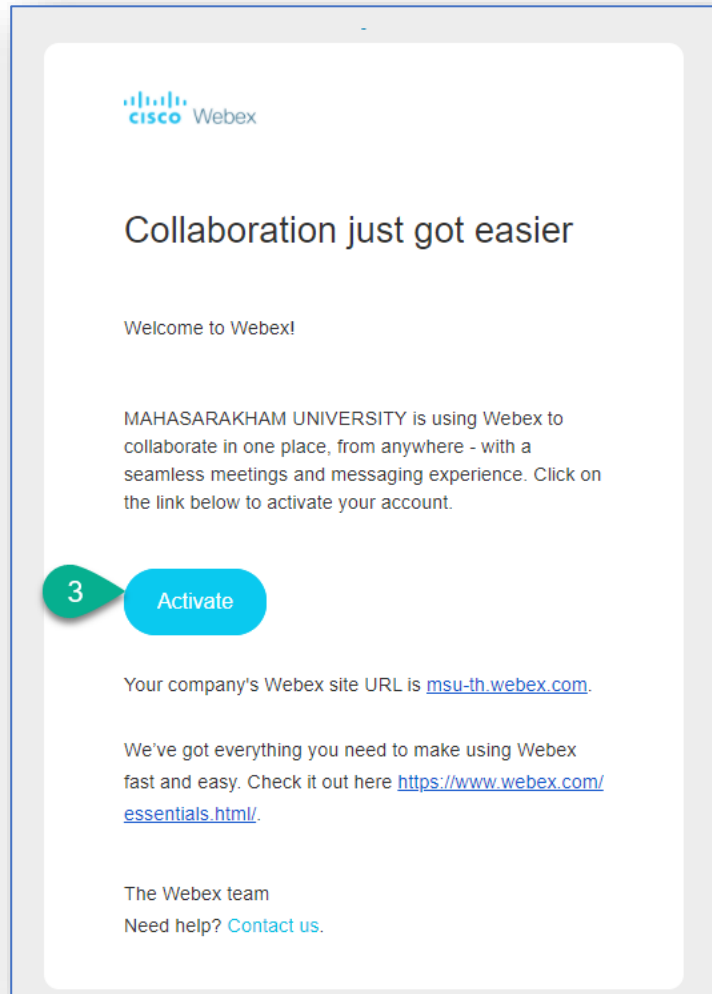 -
CISCO Webex
Collaboration just got easier
Welcome to Webex!
MAHASARAKHAM UNIVERSITY is using Webex to
collaborate in one place, from anywhere - with a
seamless meetings and messaging experience. Click on
the link below to activate your account.
3
Activate
Your company's Webex site URL is msu-th.webex.com.
We've got everything you need to make using Webex
fast and easy. Check it out here https://www.webex.com/
essentials.html/.
The Webex team
Need help? Contact us.